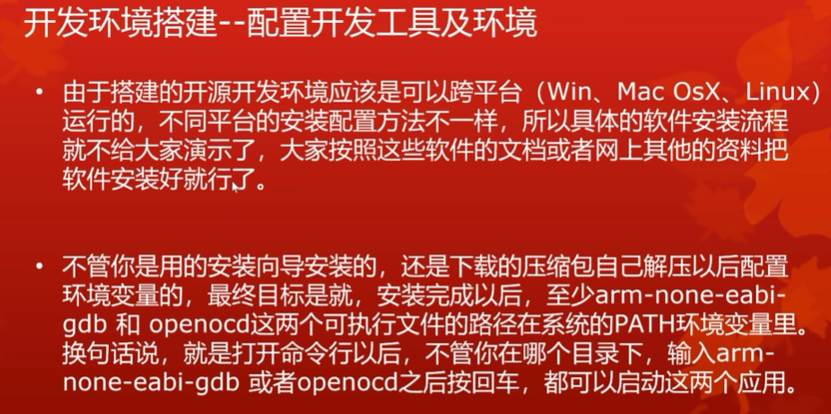 开发环境搭建--配置开发工具及环境
• 由于搭建的开源开发环境应该是可以跨平台（Win、Mac OsX、Linux）
运行的，不同平台的安装配置方法不一样，所以具体的软件安装流程
就不给大家演示了，大家按照这些软件的文档或者网上其他的资料把
软件安装好就行了。
• 不管你是用的安装向导安装的，还是下载的压缩包自己解压以后配置
环境变量的，最终目标是就，安装完成以后，至少arm-none-eabi-
gdb 和 openocd这两个可执行文件的路径在系统的PATH环境变量里。
换句话说，就是打开命令行以后，不管你在哪个目录下，输入arm-
none-eabi-gdb 或者openocd之后按回车，都可以启动这两个应用。